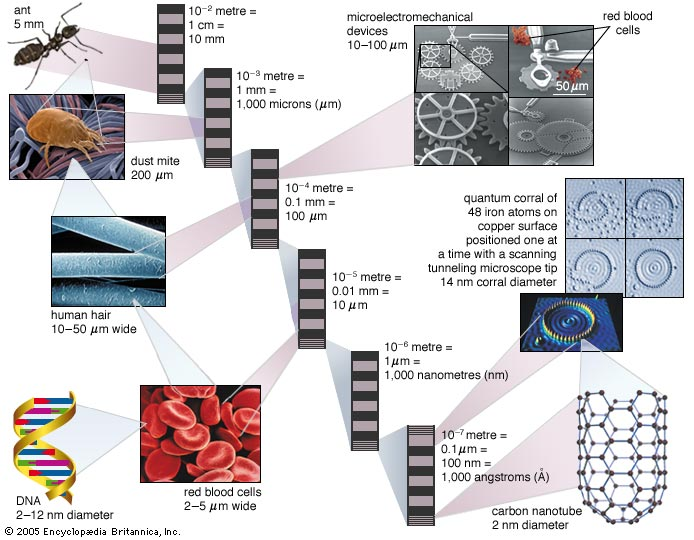 ant
5 mm
10⁻² metre =
1 cm =
10 mm
microelectromechanical
devices
10–100 μm
red blood
cells
50 μm
10⁻³ metre =
1 mm =
1,000 microns (μm)
dust mite
200 μm
10⁻⁴ metre =
0.1 mm =
100 μm
quantum corral of
48 iron atoms on
copper surface
positioned one at
a time with a scanning
tunneling microscope tip
14 nm corral diameter
human hair
10–50 μm wide
10⁻⁵ metre =
0.01 mm =
10 μm
10⁻⁶ metre =
1 μm =
1,000 nanometres (nm)
10⁻⁷ metre =
0.1 μm =
100 nm =
1,000 angstroms (Å)
DNA
2–12 nm diameter
red blood cells
2–5 μm wide
carbon nanotube
2 nm diameter
© 2005 Encyclopædia Britannica, Inc.